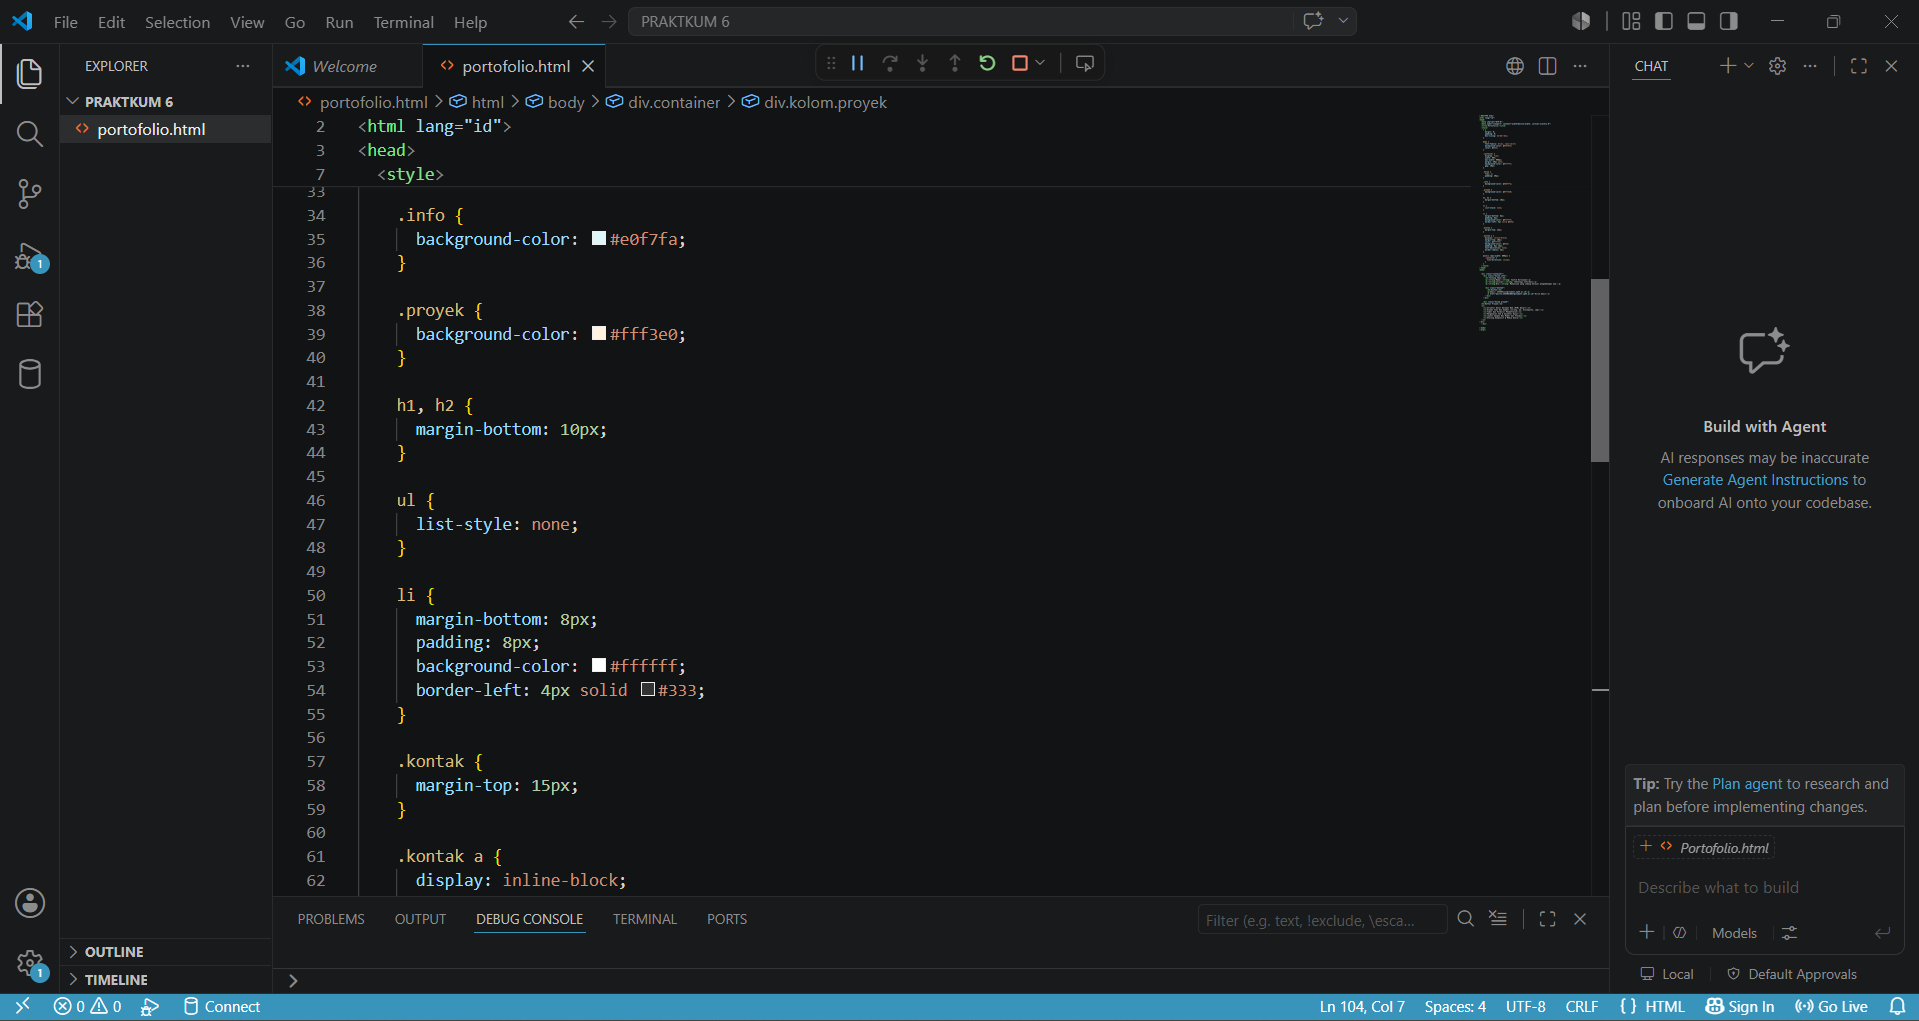 File Edit Selection View Go Run Terminal Help
PRAKTKUM 6
EXPLORER
PRAKTKUM 6
portofolio.html
OUTLINE
TIMELINE
Welcome
portofolio.html
portofolio.html > html > body > div.container > div.kolom.proyek
2 <html lang="id">
3 <head>
7 <style>
33
34 .info {
35 background-color: #e0f7fa;
36 }
37
38 .proyek {
39 background-color: #fff3e0;
40 }
41
42 h1, h2 {
43 margin-bottom: 10px;
44 }
45
46 ul {
47 list-style: none;
48 }
49
50 li {
51 margin-bottom: 8px;
52 padding: 8px;
53 background-color: #ffffff;
54 border-left: 4px solid #333;
55 }
56
57 .kontak {
58 margin-top: 15px;
59 }
60
61 .kontak a {
62 display: inline-block;
PROBLEMS OUTPUT DEBUG CONSOLE TERMINAL PORTS
Filter (e.g. text, !exclude, \esca...
CHAT
Build with Agent
AI responses may be inaccurate
Generate Agent Instructions to
onboard AI onto your codebase.
Tip: Try the Plan agent to research and
plan before implementing changes.
Portofolio.html
Describe what to build
Models
Local Default Approvals
1
1
0 0 Connect
Ln 104, Col 7 Spaces: 4 UTF-8 CRLF {} HTML Sign In Go Live